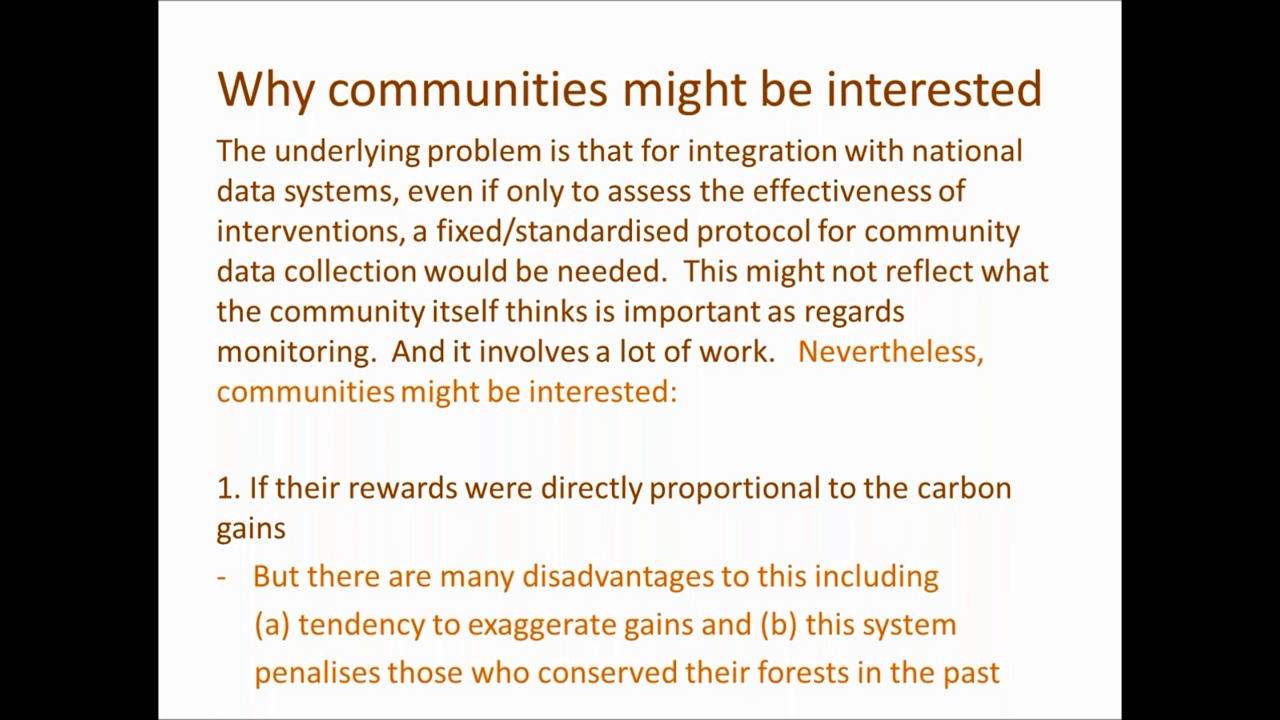 Why communities might be interested
The underlying problem is that for integration with national
data systems, even if only to assess the effectiveness of
interventions, a fixed/standardised protocol for community
data collection would be needed.  This might not reflect what
the community itself thinks is important as regards
monitoring.  And it involves a lot of work.   Nevertheless,
communities might be interested:
1. If their rewards were directly proportional to the carbon
gains
- But there are many disadvantages to this including
(a) tendency to exaggerate gains and (b) this system
penalises those who conserved their forests in the past